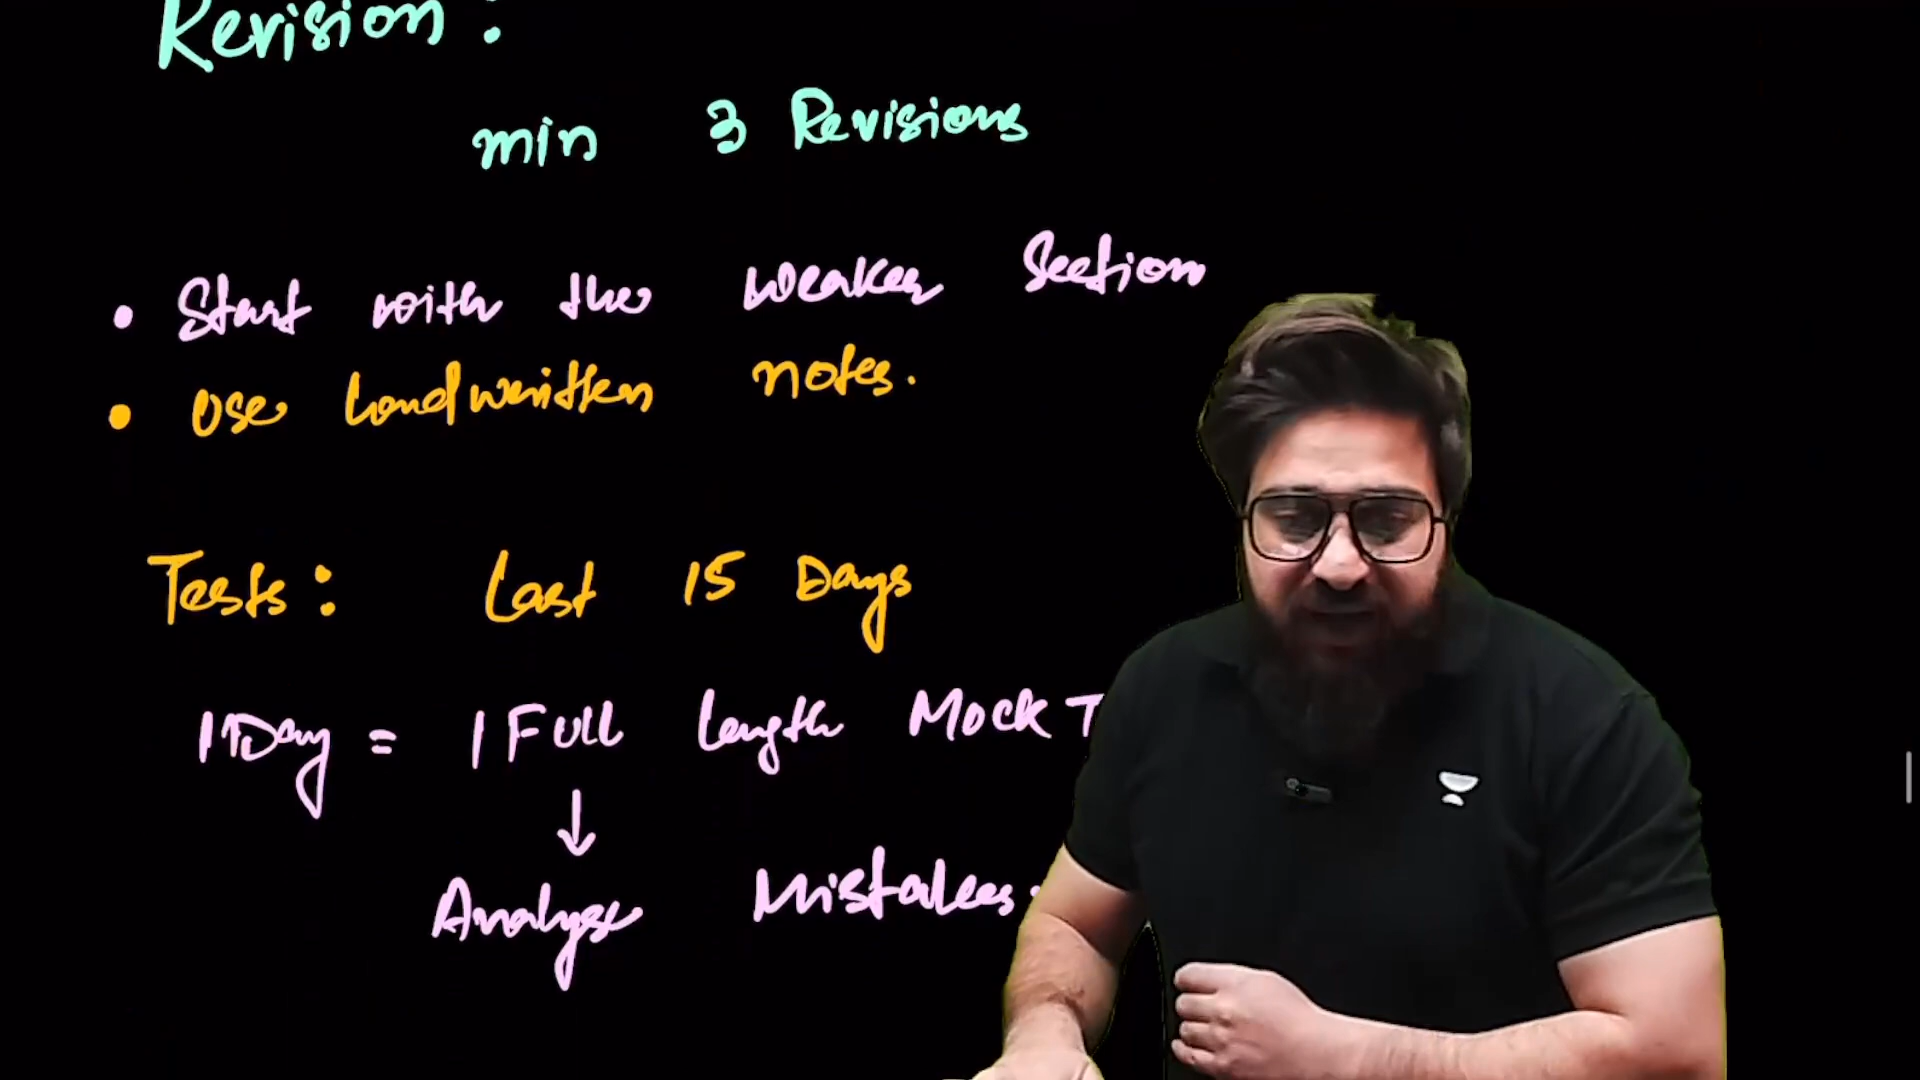 Revision :
min 3 Revisions
• Start with the weaker Section
• Use handwritten notes.
Tests : Last 15 Days
1 Day = 1 Full Length Mock T
↓
Analyse Mistakes.